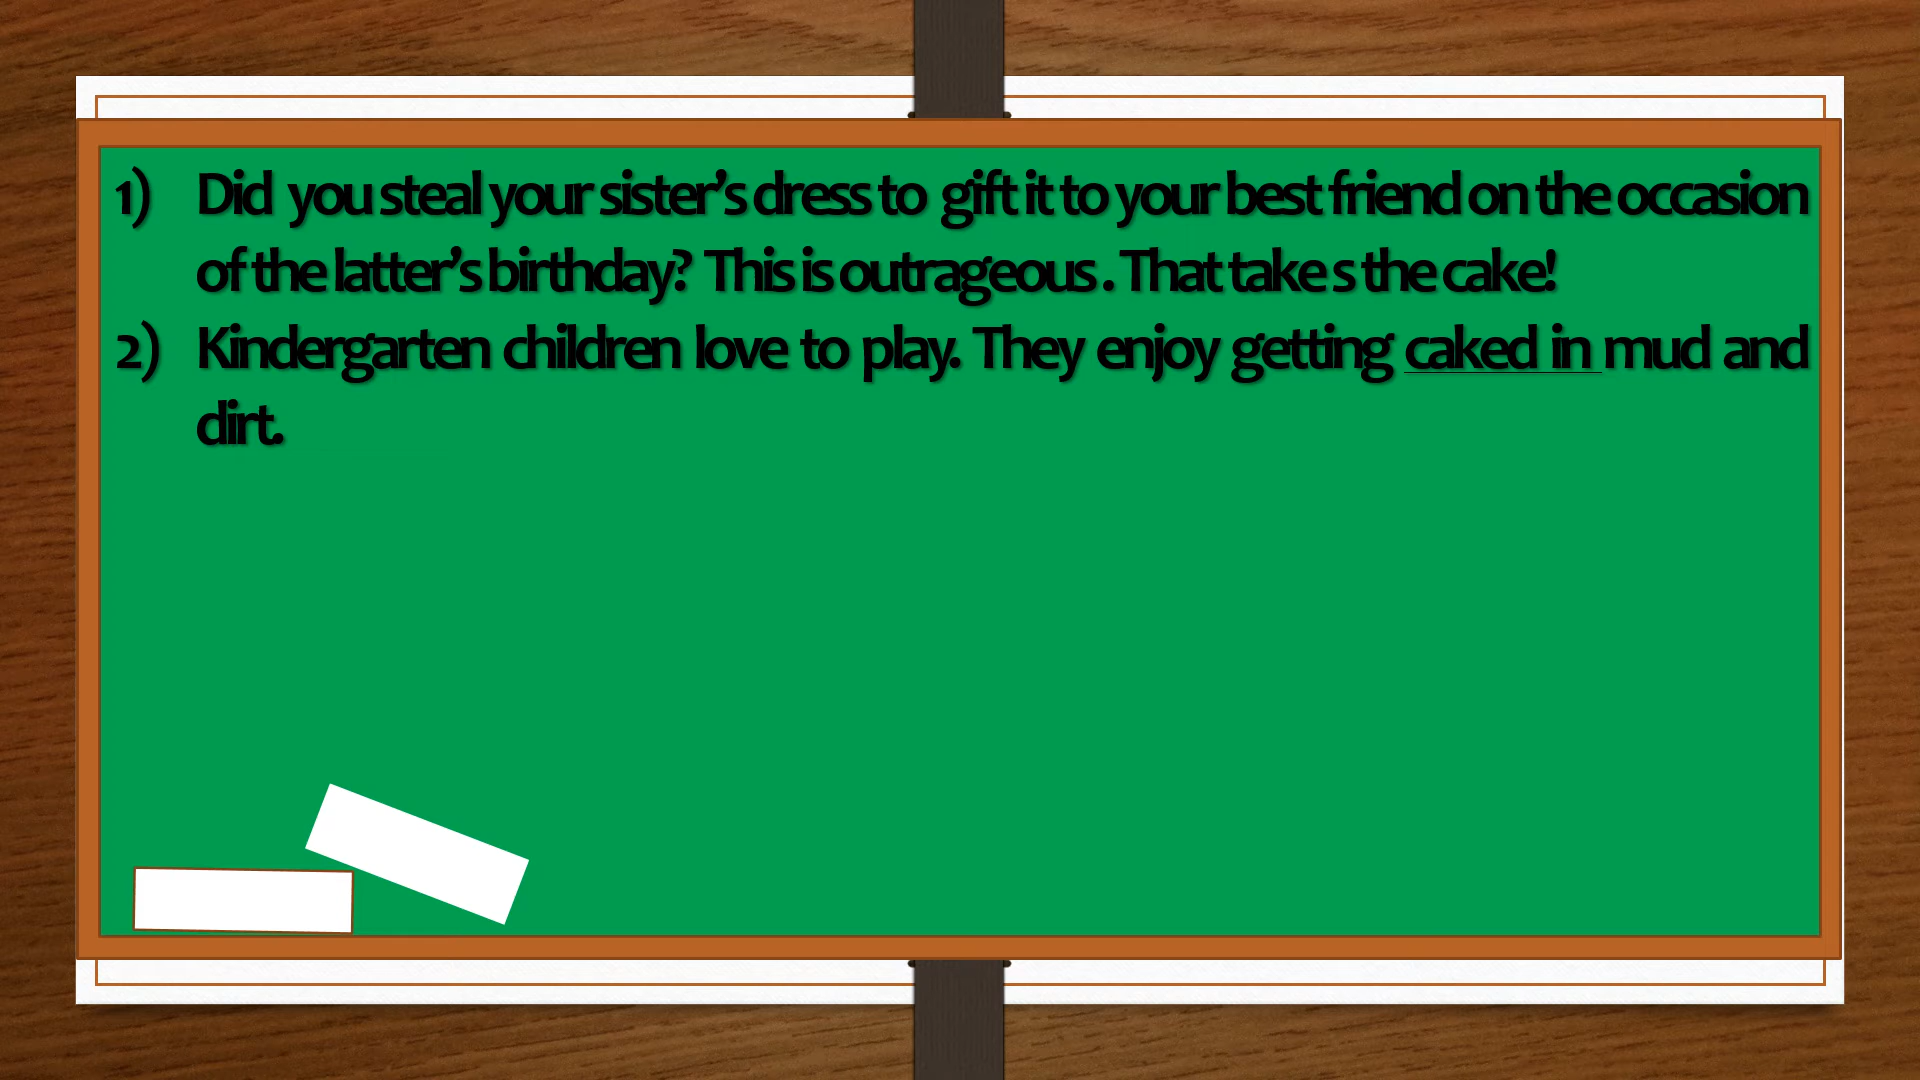 1) Did you steal your sister’s dress to gift it to your best friend on the occasion
of the latter’s birthday? This is outrageous. That takes the cake!
2) Kindergarten children love to play. They enjoy getting caked in mud and
dirt.